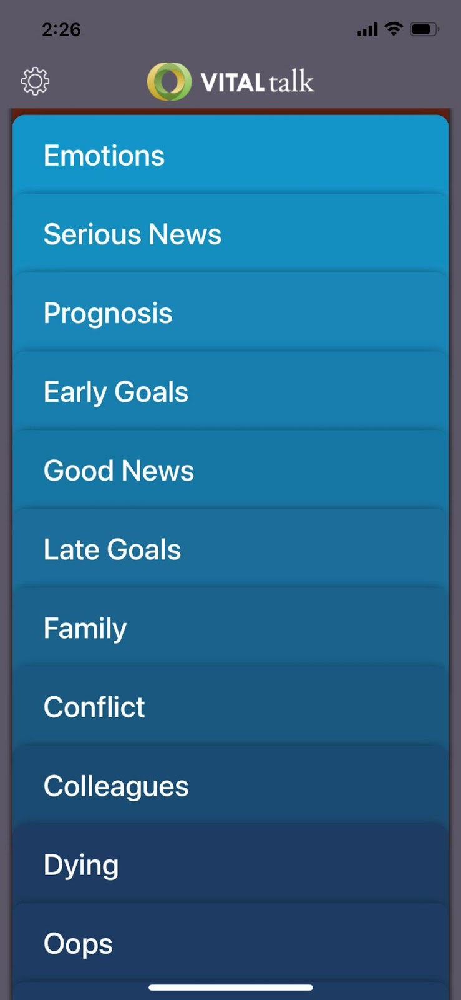 2:26
VITALtalk
Emotions
Serious News
Prognosis
Early Goals
Good News
Late Goals
Family
Conflict
Colleagues
Dying
Oops